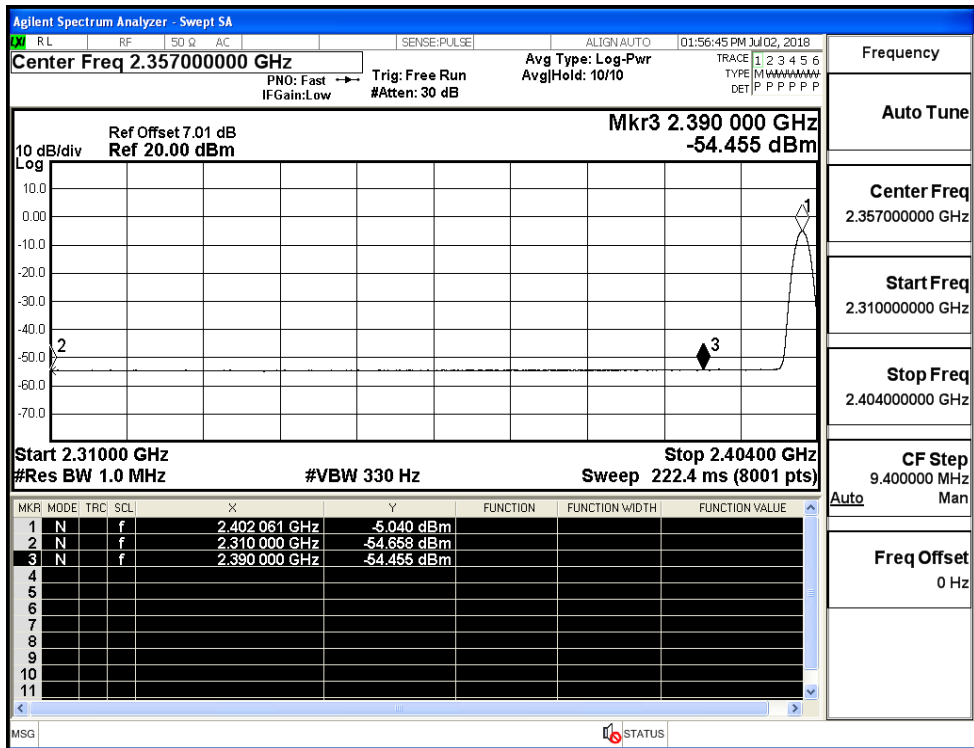 Agilent Spectrum Analyzer - Swept SA
LXI RL RF 50 Ω AC SENSE:PULSE ALIGN AUTO 01:56:45 PM Jul 02, 2018
Center Freq 2.357000000 GHz
PNO: Fast
IFGain:Low
Trig: Free Run
#Atten: 30 dB
Avg Type: Log-Pwr
Avg|Hold: 10/10
TRACE 1 2 3 4 5 6
TYPE M WWWWW
DET P P P P P P
Ref Offset 7.01 dB
10 dB/div Ref 20.00 dBm
Log
Mkr3 2.390 000 GHz
-54.455 dBm
10.0
0.00
-10.0
-20.0
-30.0
-40.0
-50.0
-60.0
-70.0
1
2
3
Start 2.31000 GHz Stop 2.40400 GHz
#Res BW 1.0 MHz #VBW 330 Hz Sweep 222.4 ms (8001 pts)
MKR MODE TRC SCL X Y FUNCTION FUNCTION WIDTH FUNCTION VALUE
1 N f 2.402 061 GHz -5.040 dBm
2 N f 2.310 000 GHz -54.658 dBm
3 N f 2.390 000 GHz -54.455 dBm
4
5
6
7
8
9
10
11
MSG STATUS
Frequency
Auto Tune
Center Freq
2.357000000 GHz
Start Freq
2.310000000 GHz
Stop Freq
2.404000000 GHz
CF Step
9.400000 MHz
Auto Man
Freq Offset
0 Hz